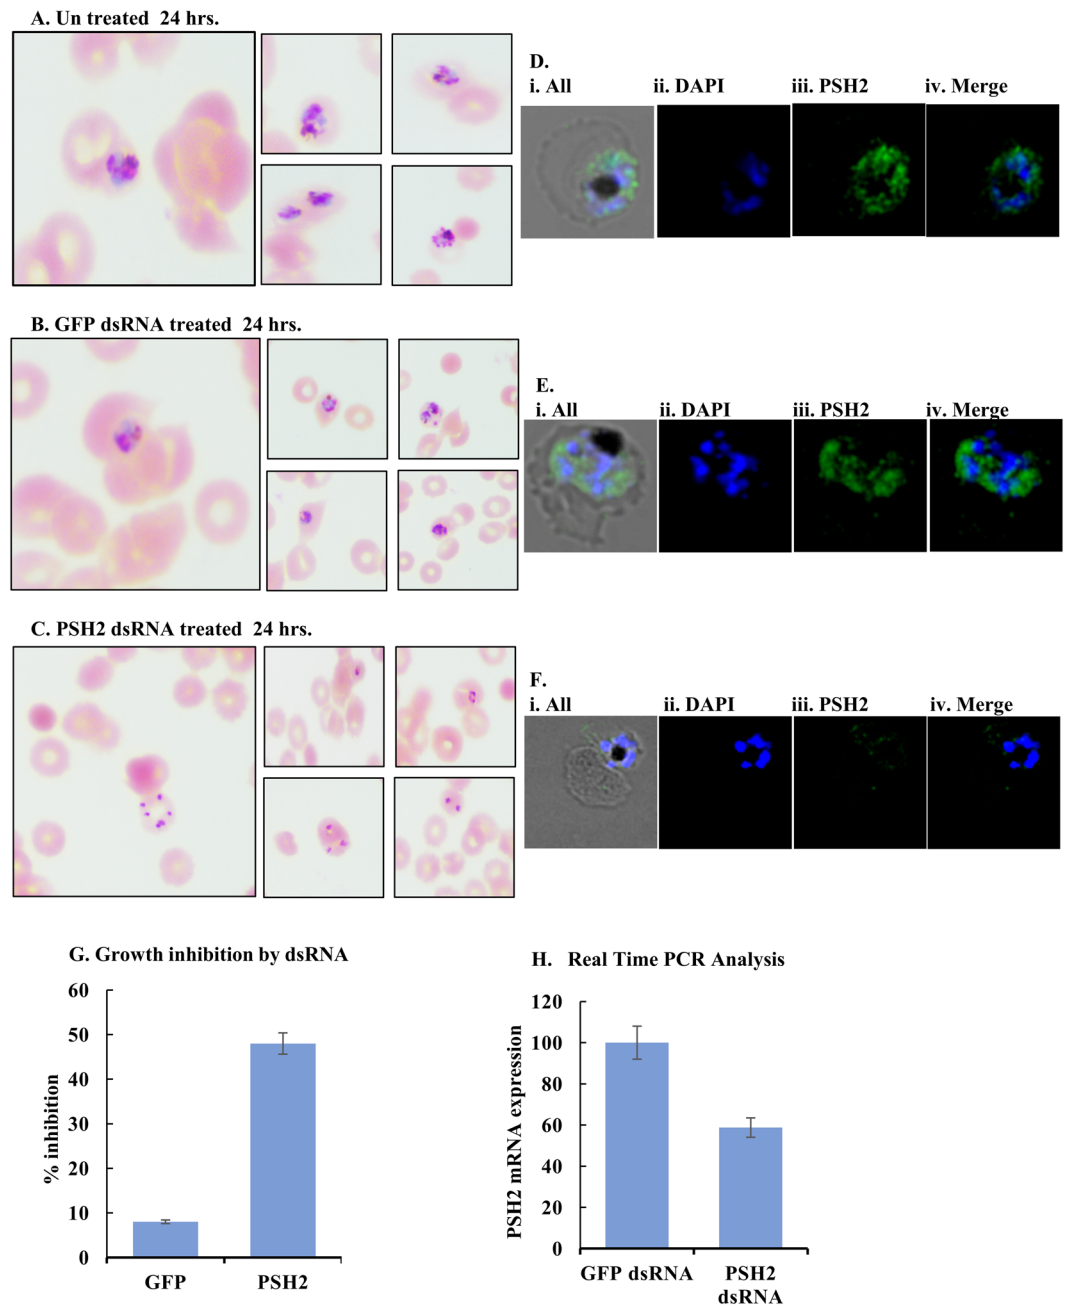 A. Un treated 24 hrs.
D.
i. All ii. DAPI iii. PSH2 iv. Merge
B. GFP dsRNA treated 24 hrs.
E.
i. All ii. DAPI iii. PSH2 iv. Merge
C. PSH2 dsRNA treated 24 hrs.
F.
i. All ii. DAPI iii. PSH2 iv. Merge
G. Growth inhibition by dsRNA
60
50
40
30
20
10
0
% inhibition
GFP PSH2
H. Real Time PCR Analysis
120
100
80
60
40
20
0
PSH2 mRNA expression
GFP dsRNA PSH2
dsRNA